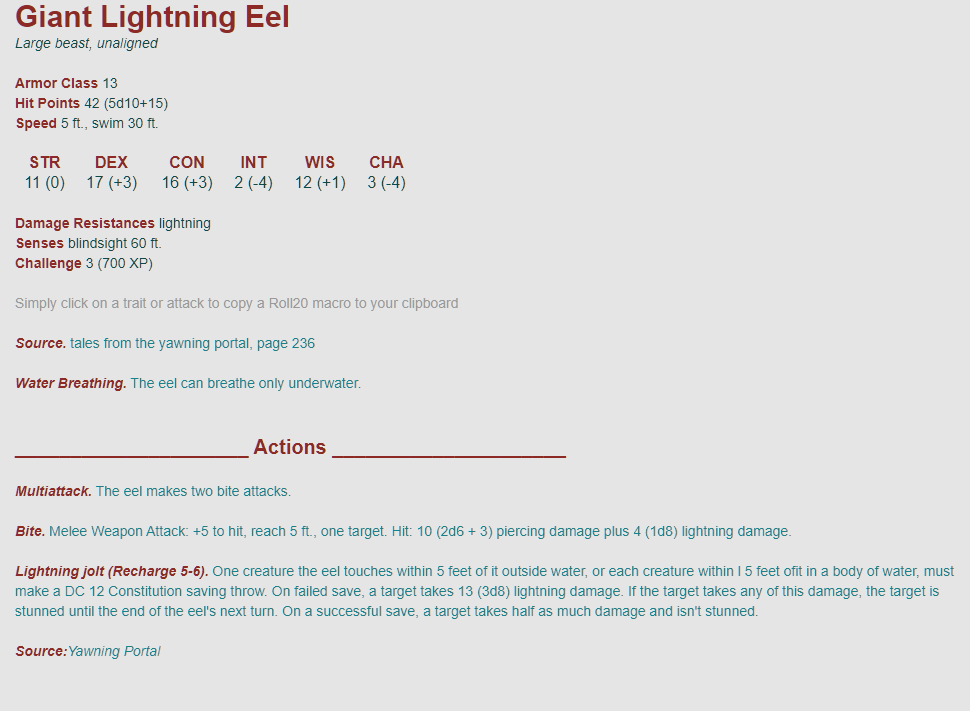 Giant Lightning Eel
Large beast, unaligned
Armor Class 13
Hit Points 42 (5d10+15)
Speed 5 ft., swim 30 ft.
STR DEX CON INT WIS CHA
11 (0) 17 (+3) 16 (+3) 2 (-4) 12 (+1) 3 (-4)
Damage Resistances lightning
Senses blindsight 60 ft.
Challenge 3 (700 XP)
Simply click on a trait or attack to copy a Roll20 macro to your clipboard
Source. tales from the yawning portal, page 236
Water Breathing. The eel can breathe only underwater.
Actions
Multiattack. The eel makes two bite attacks.
Bite. Melee Weapon Attack: +5 to hit, reach 5 ft., one target. Hit: 10 (2d6 + 3) piercing damage plus 4 (1d8) lightning damage.
Lightning jolt (Recharge 5-6). One creature the eel touches within 5 feet of it outside water, or each creature within l 5 feet ofit in a body of water, must
make a DC 12 Constitution saving throw. On failed save, a target takes 13 (3d8) lightning damage. If the target takes any of this damage, the target is
stunned until the end of the eel's next turn. On a successful save, a target takes half as much damage and isn't stunned.
Source:Yawning Portal